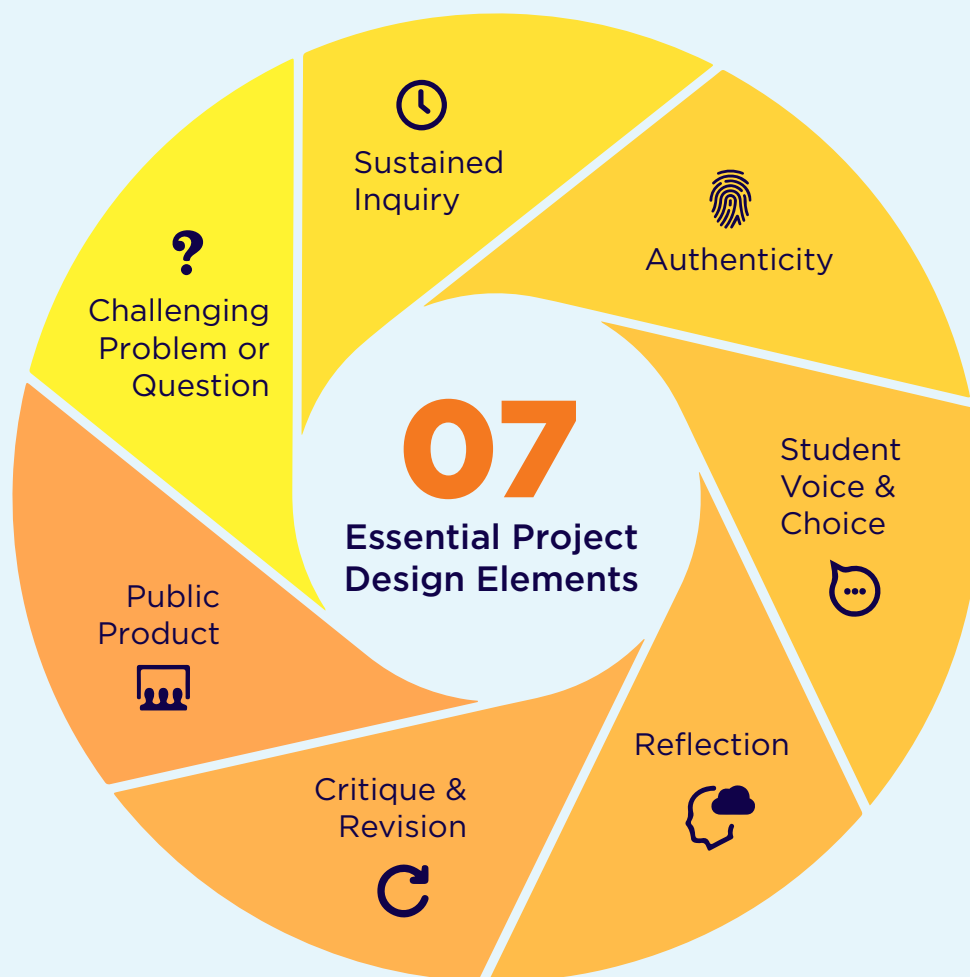 07
Essential Project
Design Elements
?
Challenging
Problem or
Question
Sustained
Inquiry
Authenticity
Student
Voice &
Choice
Reflection
Critique &
Revision
Public
Product